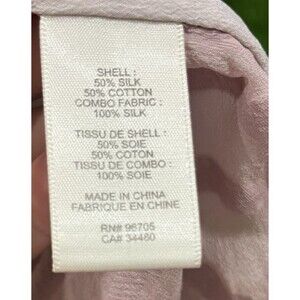 SHELL :
50% SILK
50% COTTON
COMBO FABRIC :
100% SILK
TISSU DE SHELL :
50% SOIE
50% COTON
TISSU DE COMBO :
100% SOIE
MADE IN CHINA
FABRIQUE EN CHINE
RN# 96705
CA# 34460